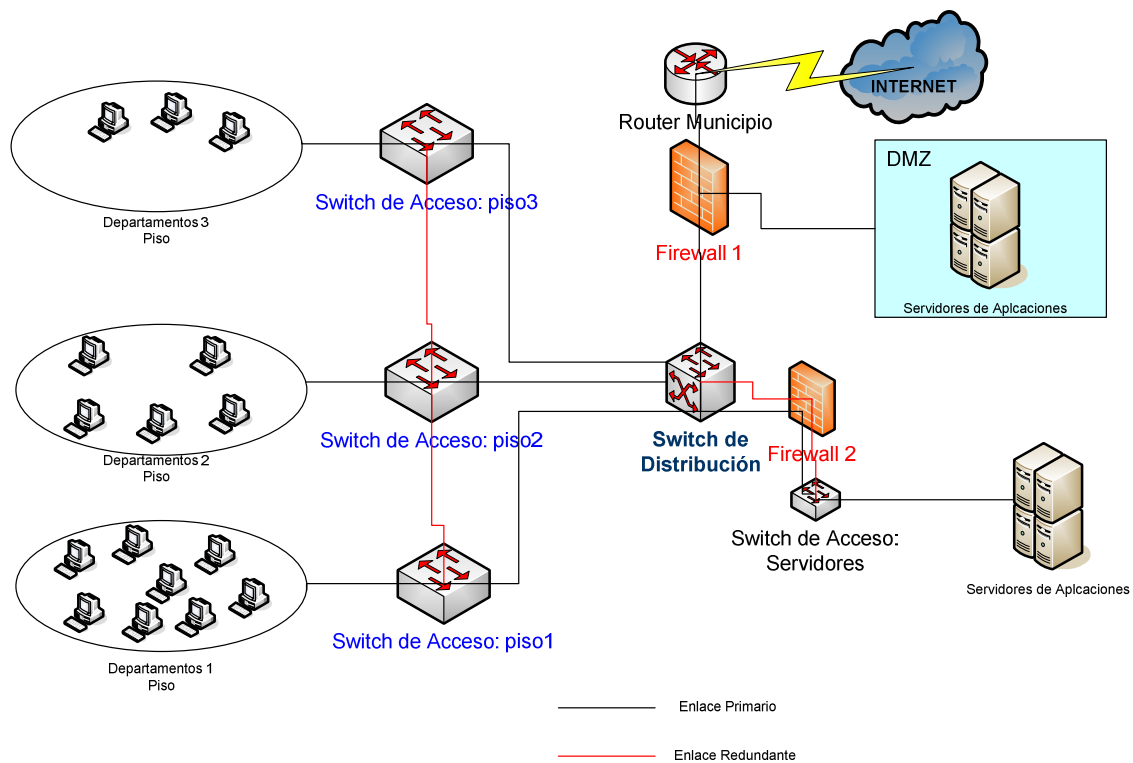 INTERNET
Router Municipio
DMZ
Servidores de Aplcaciones
Firewall 1
Switch de Acceso: piso3
Departamentos 3
Piso
Switch de Acceso: piso2
Departamentos 2
Piso
Switch de
Distribución
Firewall 2
Switch de Acceso:
Servidores
Servidores de Aplcaciones
Switch de Acceso: piso1
Departamentos 1
Piso
Enlace Primario
Enlace Redundante